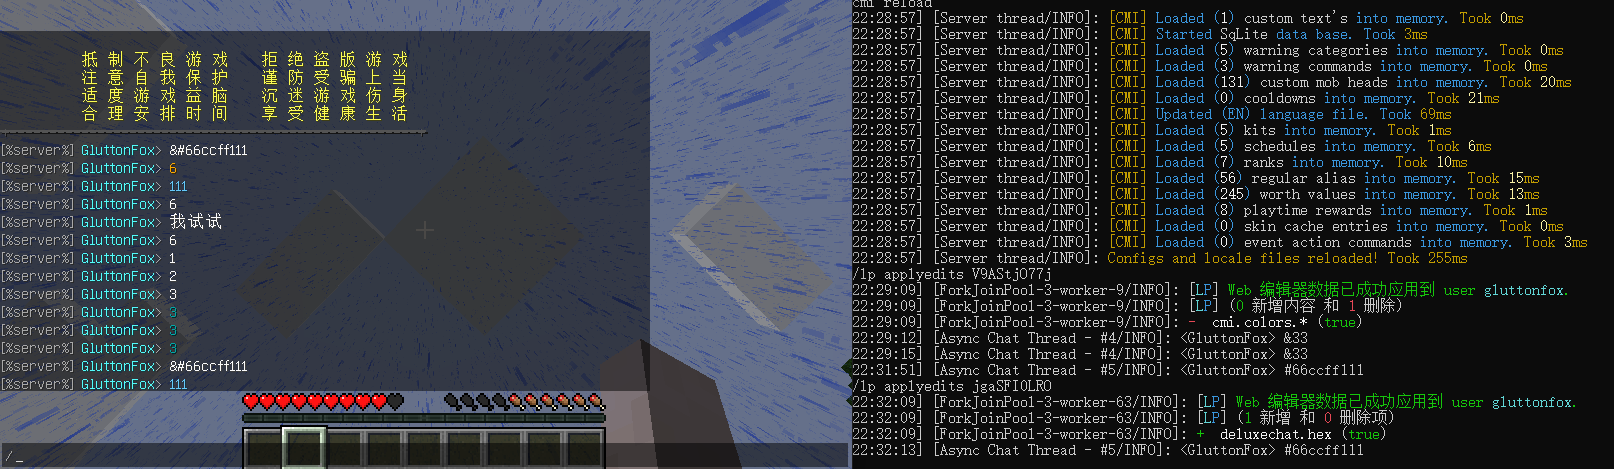 抵 制 不 良 游 戏 拒 绝 盗 版 游 戏
注 意 自 我 保 护 谨 防 受 骗 上 当
适 度 游 戏 益 脑 沉 迷 游 戏 伤 身
合 理 安 排 时 间 享 受 健 康 生 活
[%server%] GluttonFox> &#66ccff111
[%server%] GluttonFox> 6
[%server%] GluttonFox> 111
[%server%] GluttonFox> 6
[%server%] GluttonFox> 我试试
[%server%] GluttonFox> 6
[%server%] GluttonFox> 1
[%server%] GluttonFox> 2
[%server%] GluttonFox> 3
[%server%] GluttonFox> 3
[%server%] GluttonFox> 3
[%server%] GluttonFox> 3
[%server%] GluttonFox> &#66ccff111
[%server%] GluttonFox> 111
/_
cmi reload
22:28:57] [Server thread/INFO]: [CMI] Loaded (1) custom text's into memory. Took 0ms
22:28:57] [Server thread/INFO]: [CMI] Started SqLite data base. Took 3ms
22:28:57] [Server thread/INFO]: [CMI] Loaded (5) warning categories into memory. Took 0ms
22:28:57] [Server thread/INFO]: [CMI] Loaded (3) warning commands into memory. Took 0ms
22:28:57] [Server thread/INFO]: [CMI] Loaded (131) custom mob heads into memory. Took 20ms
22:28:57] [Server thread/INFO]: [CMI] Loaded (0) cooldowns into memory. Took 21ms
22:28:57] [Server thread/INFO]: [CMI] Updated (EN) language file. Took 69ms
22:28:57] [Server thread/INFO]: [CMI] Loaded (5) kits into memory. Took 1ms
22:28:57] [Server thread/INFO]: [CMI] Loaded (5) schedules into memory. Took 6ms
22:28:57] [Server thread/INFO]: [CMI] Loaded (7) ranks into memory. Took 10ms
22:28:57] [Server thread/INFO]: [CMI] Loaded (56) regular alias into memory. Took 15ms
22:28:57] [Server thread/INFO]: [CMI] Loaded (245) worth values into memory. Took 13ms
22:28:57] [Server thread/INFO]: [CMI] Loaded (8) playtime rewards into memory. Took 1ms
22:28:57] [Server thread/INFO]: [CMI] Loaded (0) skin cache entries into memory. Took 0ms
22:28:57] [Server thread/INFO]: [CMI] Loaded (0) event action commands into memory. Took 3ms
22:28:57] [Server thread/INFO]: Configs and locale files reloaded! Took 255ms
/lp applyedits V9AStjO77j
22:29:09] [ForkJoinPool-3-worker-9/INFO]: [LP] Web 编辑器数据已成功应用到 user gluttonfox.
22:29:09] [ForkJoinPool-3-worker-9/INFO]: [LP] (0 新增内容 和 1 删除)
22:29:09] [ForkJoinPool-3-worker-9/INFO]: - cmi.colors.* (true)
22:29:12] [Async Chat Thread - #4/INFO]: <GluttonFox> &33
22:29:15] [Async Chat Thread - #4/INFO]: <GluttonFox> &33
22:31:51] [Async Chat Thread - #5/INFO]: <GluttonFox> #66ccff111
/lp applyedits jgaSFIOLRO
22:32:09] [ForkJoinPool-3-worker-63/INFO]: [LP] Web 编辑器数据已成功应用到 user gluttonfox.
22:32:09] [ForkJoinPool-3-worker-63/INFO]: [LP] (1 新增 和 0 删除项)
22:32:09] [ForkJoinPool-3-worker-63/INFO]: + deluxechat.hex (true)
22:32:13] [Async Chat Thread - #5/INFO]: <GluttonFox> #66ccff111